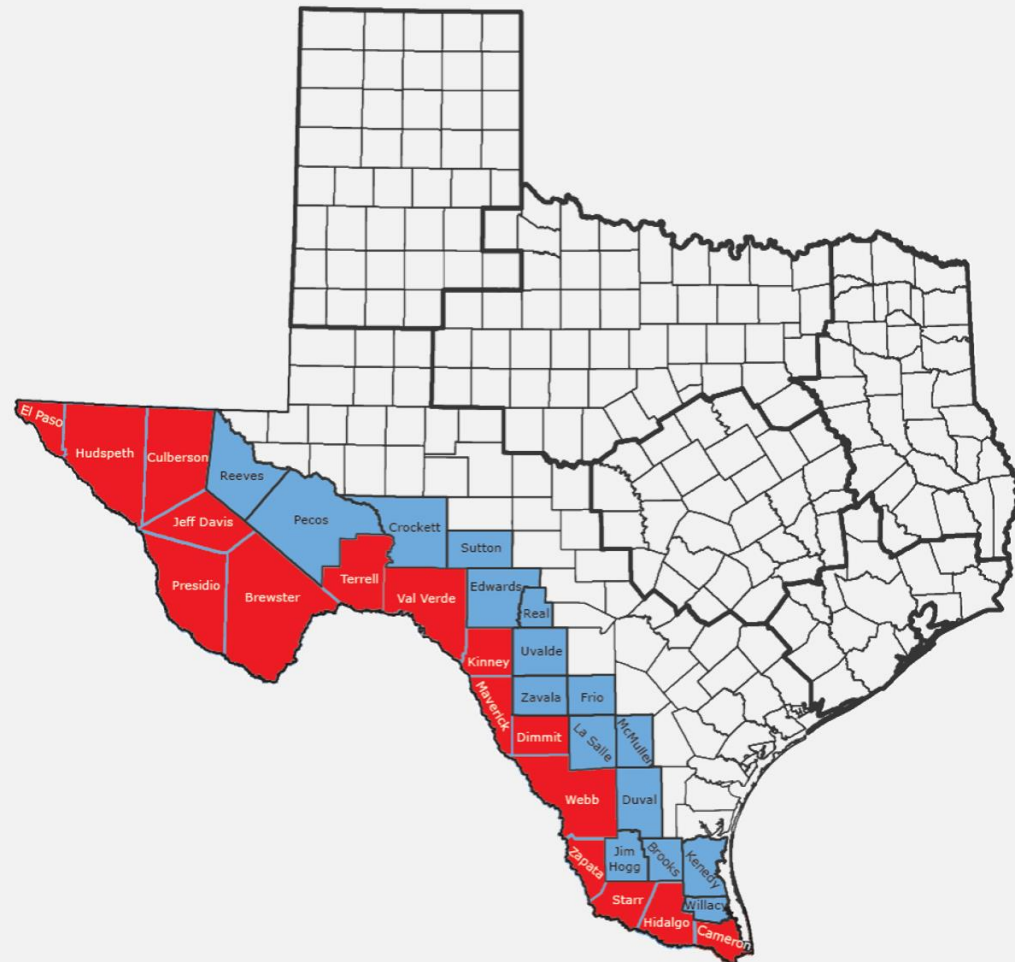 El Paso
Hudspeth
Culberson
Reeves
Jeff Davis
Pecos
Crockett
Sutton
Presidio
Brewster
Terrell
Val Verde
Edwards
Real
Kinney
Uvalde
Maverick
Zavala
Frio
Dimmit
La Salle
McMullen
Webb
Duval
Zapata
Jim
Hogg
Brooks
Kenedy
Starr
Willacy
Hidalgo
Cameron